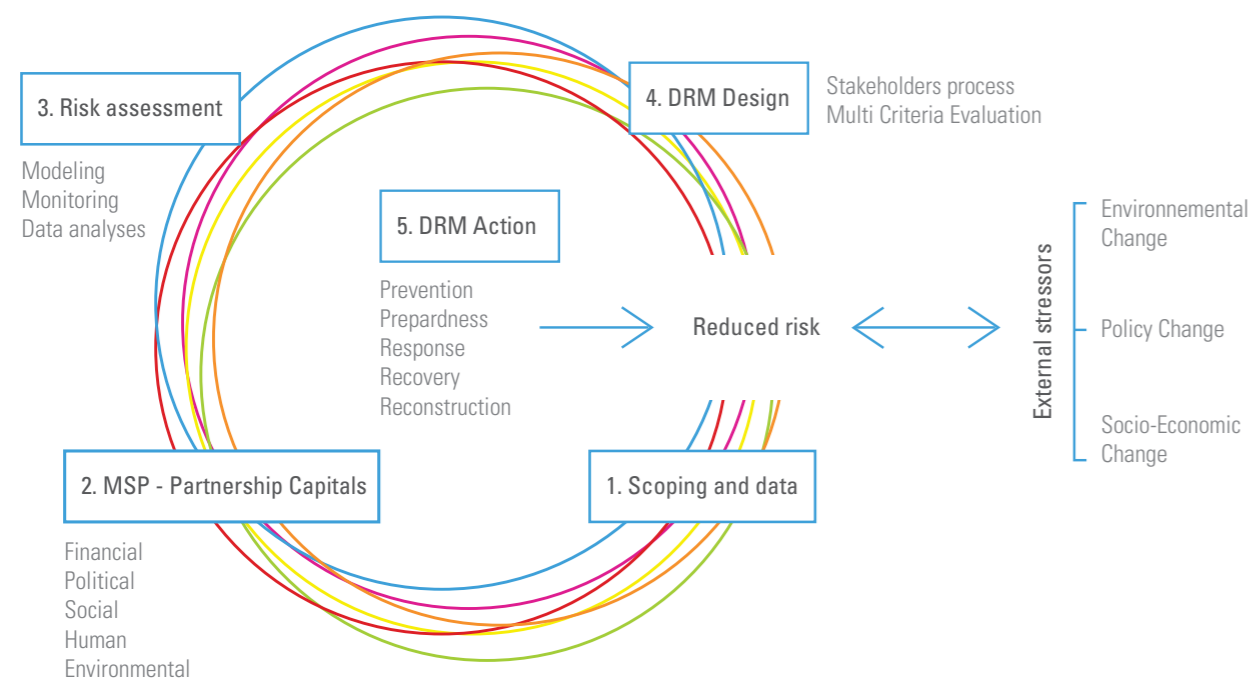 3. Risk assessment
Modeling
Monitoring
Data analyses
4. DRM Design
Stakeholders process
Multi Criteria Evaluation
5. DRM Action
Prevention
Prepardness
Response
Recovery
Reconstruction
Reduced risk
External stressors
Environnemental
Change
Policy Change
Socio-Economic
Change
2. MSP - Partnership Capitals
Financial
Political
Social
Human
Environmental
1. Scoping and data